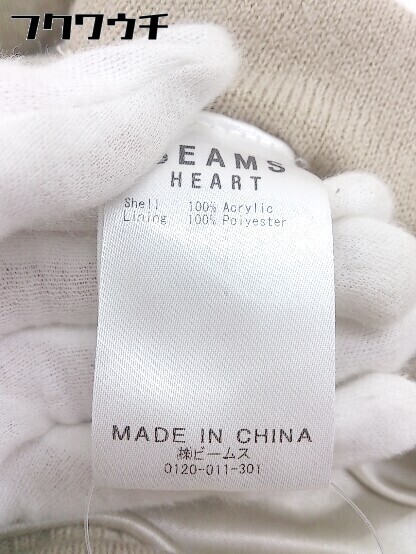 フクワウチ
BEAMS
HEART
Shell 100% Acrylic
Lining 100% Polyester
MADE IN CHINA
㈱ビームス
0120-011-301